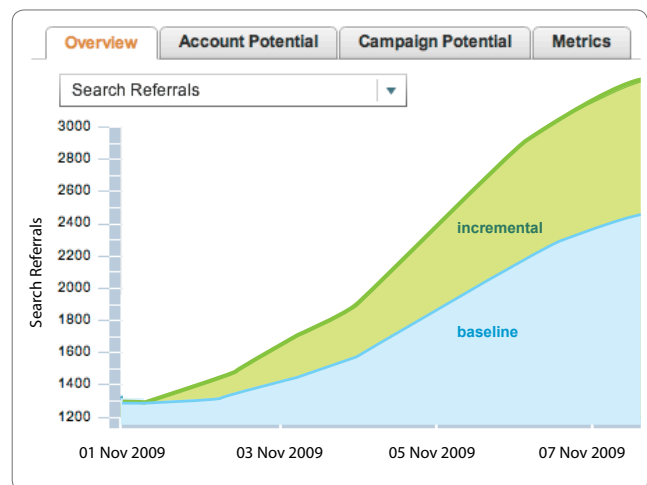 Overview Account Potential Campaign Potential Metrics
Search Referrals
3000
2800
2600
2400
2200
2000
1800
1600
1400
1200
Search Referrals
incremental
baseline
01 Nov 2009 03 Nov 2009 05 Nov 2009 07 Nov 2009